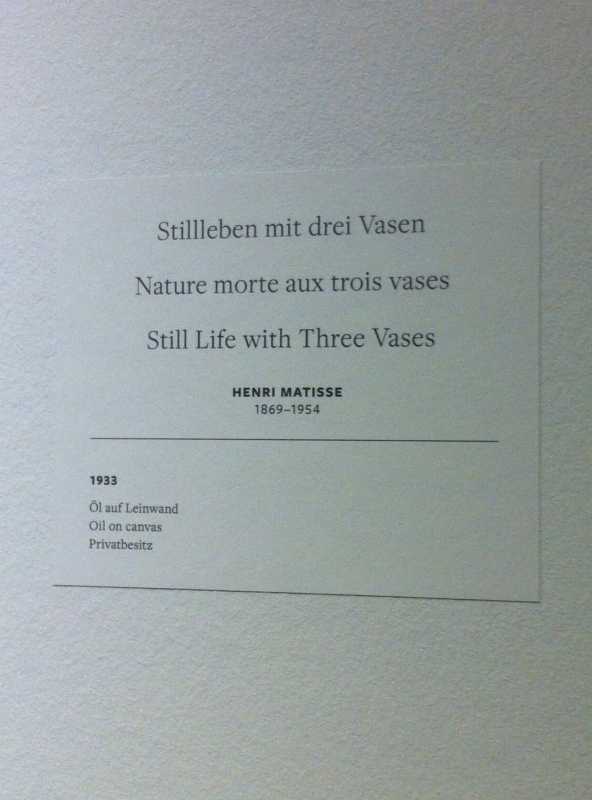 Stillleben mit drei Vasen
Nature morte aux trois vases
Still Life with Three Vases
HENRI MATISSE
1869–1954
1933
Öl auf Leinwand
Oil on canvas
Privatbesitz